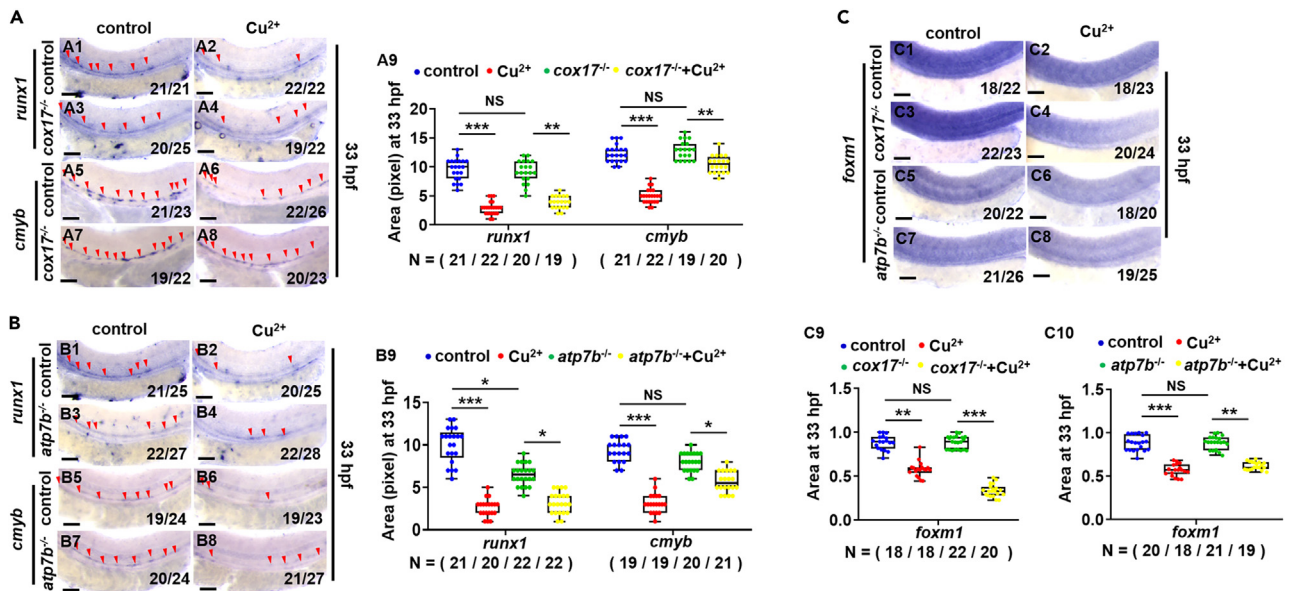 A
control
Cu2+
runx1
cmyb
control
cox17-/-
control
cox17-/-
A1
21/21
A2
22/22
A3
20/25
A4
19/22
A5
21/23
A6
22/26
A7
19/22
A8
20/23
33 hpf
A9
control
Cu2+
cox17-/-
cox17-/-+Cu2+
Area (pixel) at 33 hpf
20
15
10
5
0
NS
***
**
NS
***
**
runx1
cmyb
N = ( 21 / 22 / 20 / 19 )
( 21 / 22 / 19 / 20 )
B
control
Cu2+
runx1
cmyb
control
atp7b-/-
control
atp7b-/-
B1
21/25
B2
20/25
B3
22/27
B4
22/28
B5
19/24
B6
19/23
B7
20/24
B8
21/27
33 hpf
B9
control
Cu2+
atp7b-/-
atp7b-/-+Cu2+
Area (pixel) at 33 hpf
15
10
5
0
*
***
*
NS
***
*
runx1
cmyb
N = ( 21 / 20 / 22 / 22 )
( 19 / 19 / 20 / 21 )
C
control
Cu2+
foxm1
control
cox17-/-
control
atp7b-/-
C1
18/22
C2
18/23
C3
22/23
C4
20/24
C5
20/22
C6
18/20
C7
21/26
C8
19/25
33 hpf
C9
control
Cu2+
cox17-/-
cox17-/-+Cu2+
Area at 33 hpf
1.5
1.0
0.5
0.0
NS
**
***
foxm1
N = ( 18 / 18 / 22 / 20 )
C10
control
Cu2+
atp7b-/-
atp7b-/-+Cu2+
Area at 33 hpf
1.5
1.0
0.5
0.0
NS
***
**
foxm1
N = ( 20 / 18 / 21 / 19 )